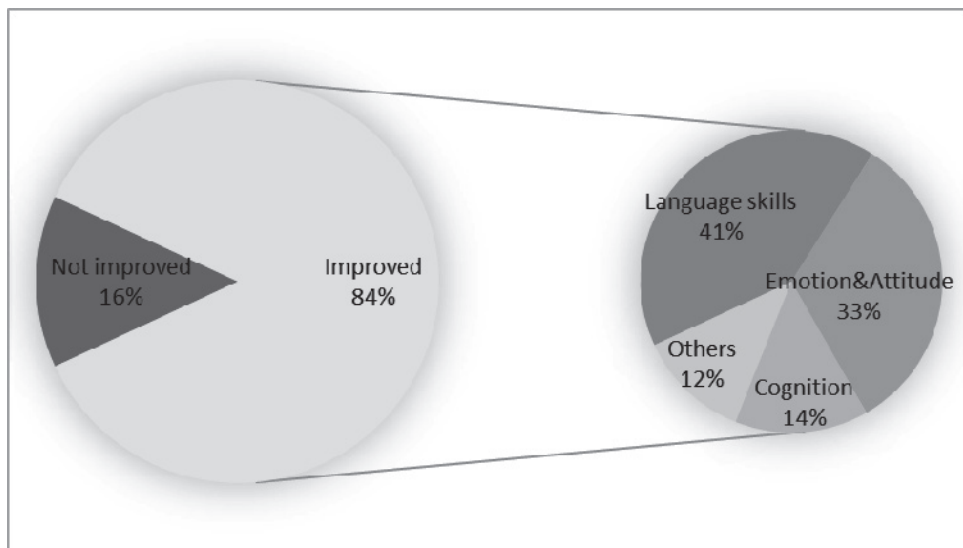 Not improved
16%
Improved
84%
Language skills
41%
Emotion&Attitude
33%
Others
12%
Cognition
14%